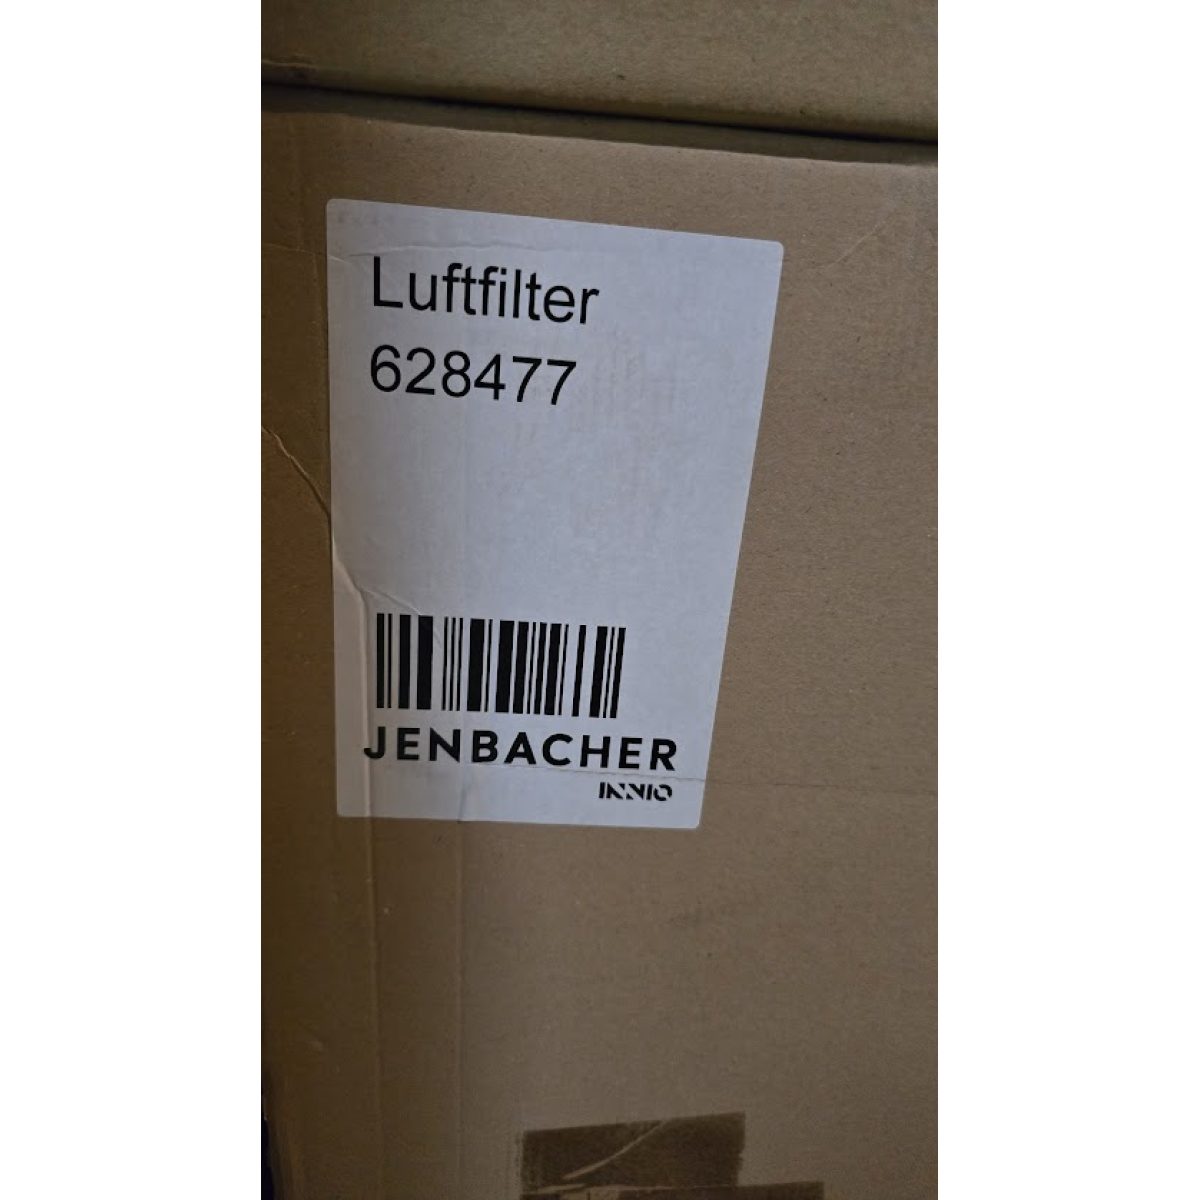 Luftfilter
628477
JENBACHER
INNIO